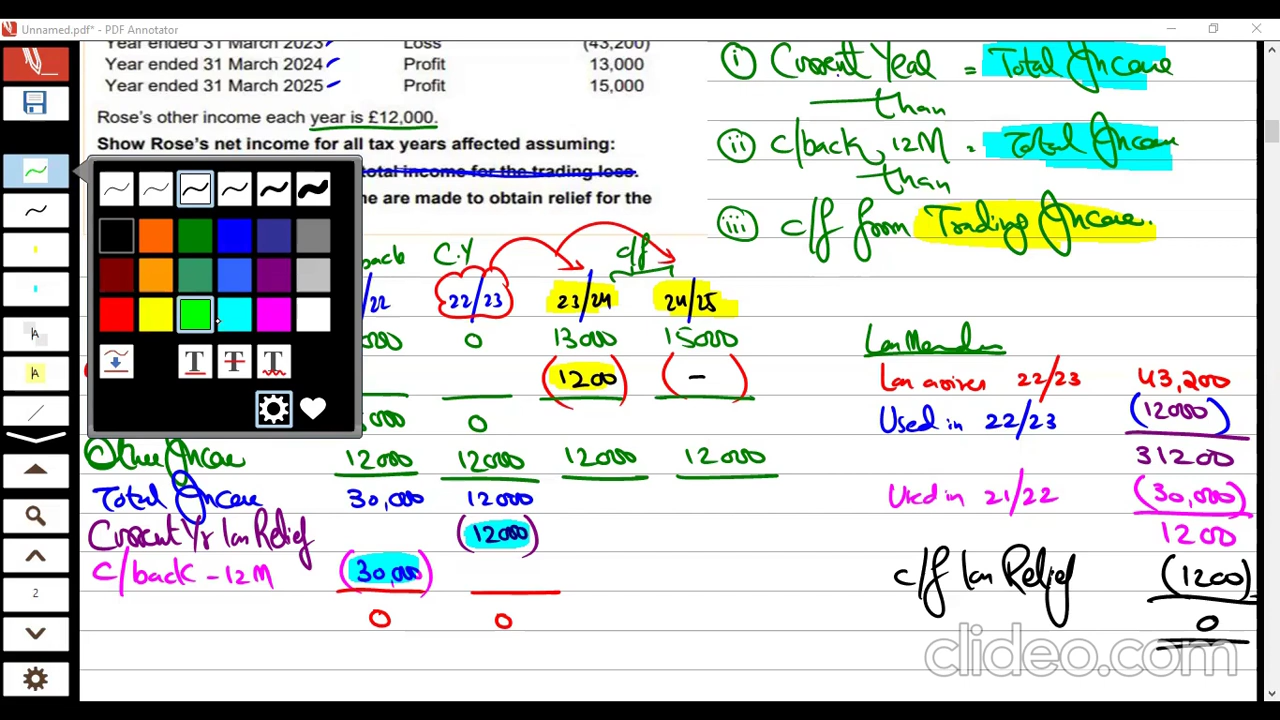 Unnamed.pdf* - PDF Annotator
Year ended 31 March 2023 Loss (43,200)
Year ended 31 March 2024 Profit 13,000
Year ended 31 March 2025 Profit 15,000
Rose's other income each year is £12,000.
Show Rose's net income for all tax years affected assuming:
total income for the trading loss.
me are made to obtain relief for the
i) Current Year = Total Income
than
ii) c/back 12M = Total Income
than
iii) c/f from Trading Income.
back C.Y c/f
/22 22/23 23/24 24/25
000 0 13000 15000
(1200) (-)
000 0
Other Income 12000 12000 12000 12000
Total Income 30,000 12000
Current Yr Loss Relief (12000)
c/back - 12M (30,000)
0 0
Loss Memorandum
Loss arises 22/23 43,200
Used in 22/23 (12000)
31200
Used in 21/22 (30,000)
1200
c/f Loss Relief (1200)
0
2
clideo.com